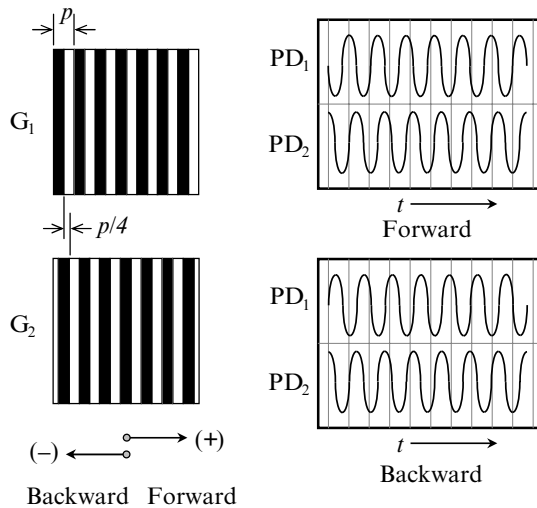 p
G1
p/4
G2
(–)
(+)
Backward Forward
PD1
PD2
t
Forward
PD1
PD2
t
Backward